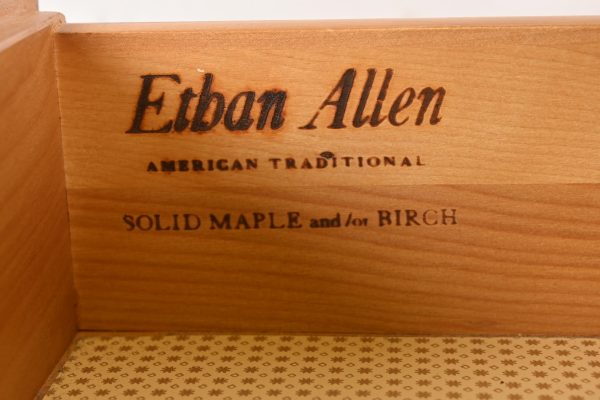 Ethan Allen
AMERICAN TRADITIONAL
SOLID MAPLE and/or BIRCH